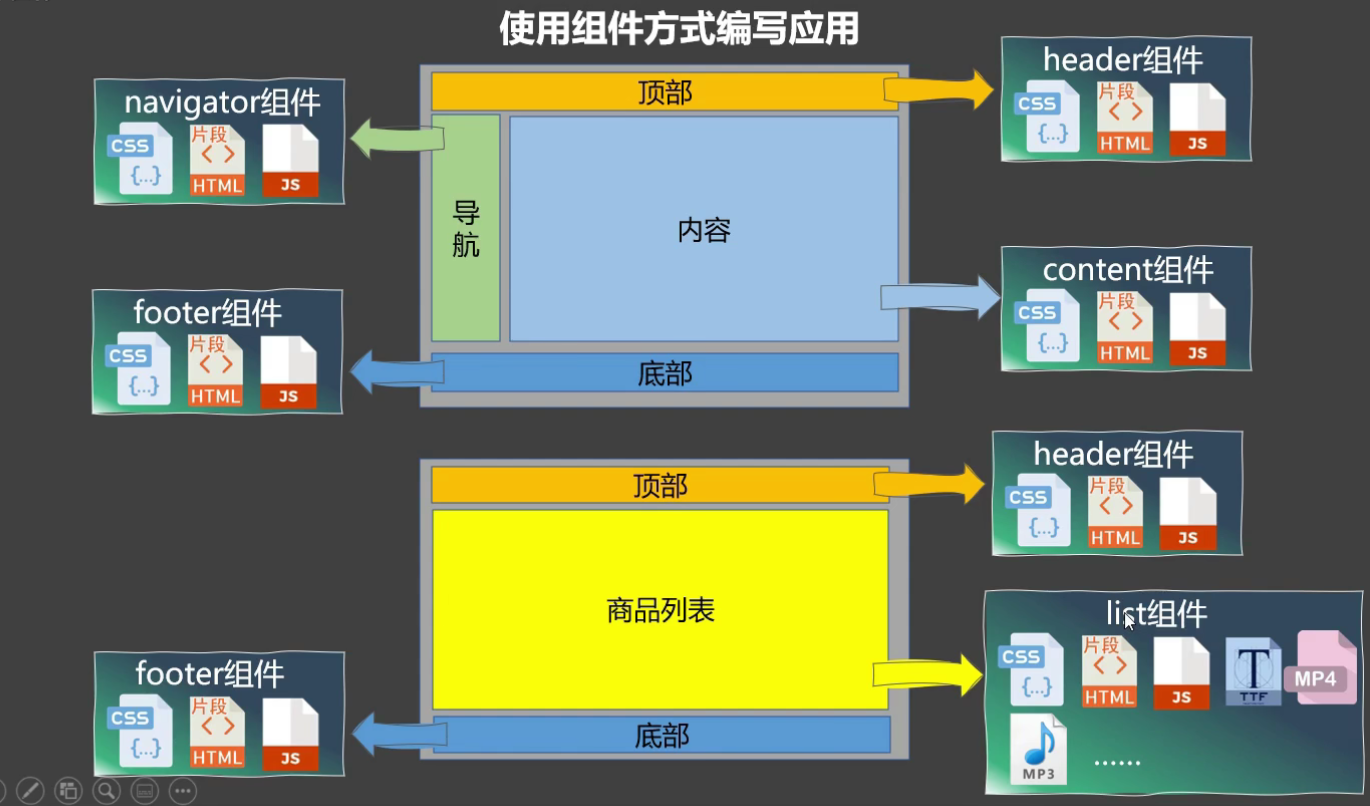 使用组件方式编写应用
navigator组件
CSS
{...}
片段
< >
HTML
JS
顶部
header组件
CSS
{...}
片段
< >
HTML
JS
导
航
内容
content组件
CSS
{...}
片段
< >
HTML
JS
footer组件
CSS
{...}
片段
< >
HTML
JS
底部
顶部
header组件
CSS
{...}
片段
< >
HTML
JS
商品列表
list组件
CSS
{...}
片段
< >
HTML
JS
T
TTF
MP4
MP3
......
footer组件
CSS
{...}
片段
< >
HTML
JS
底部